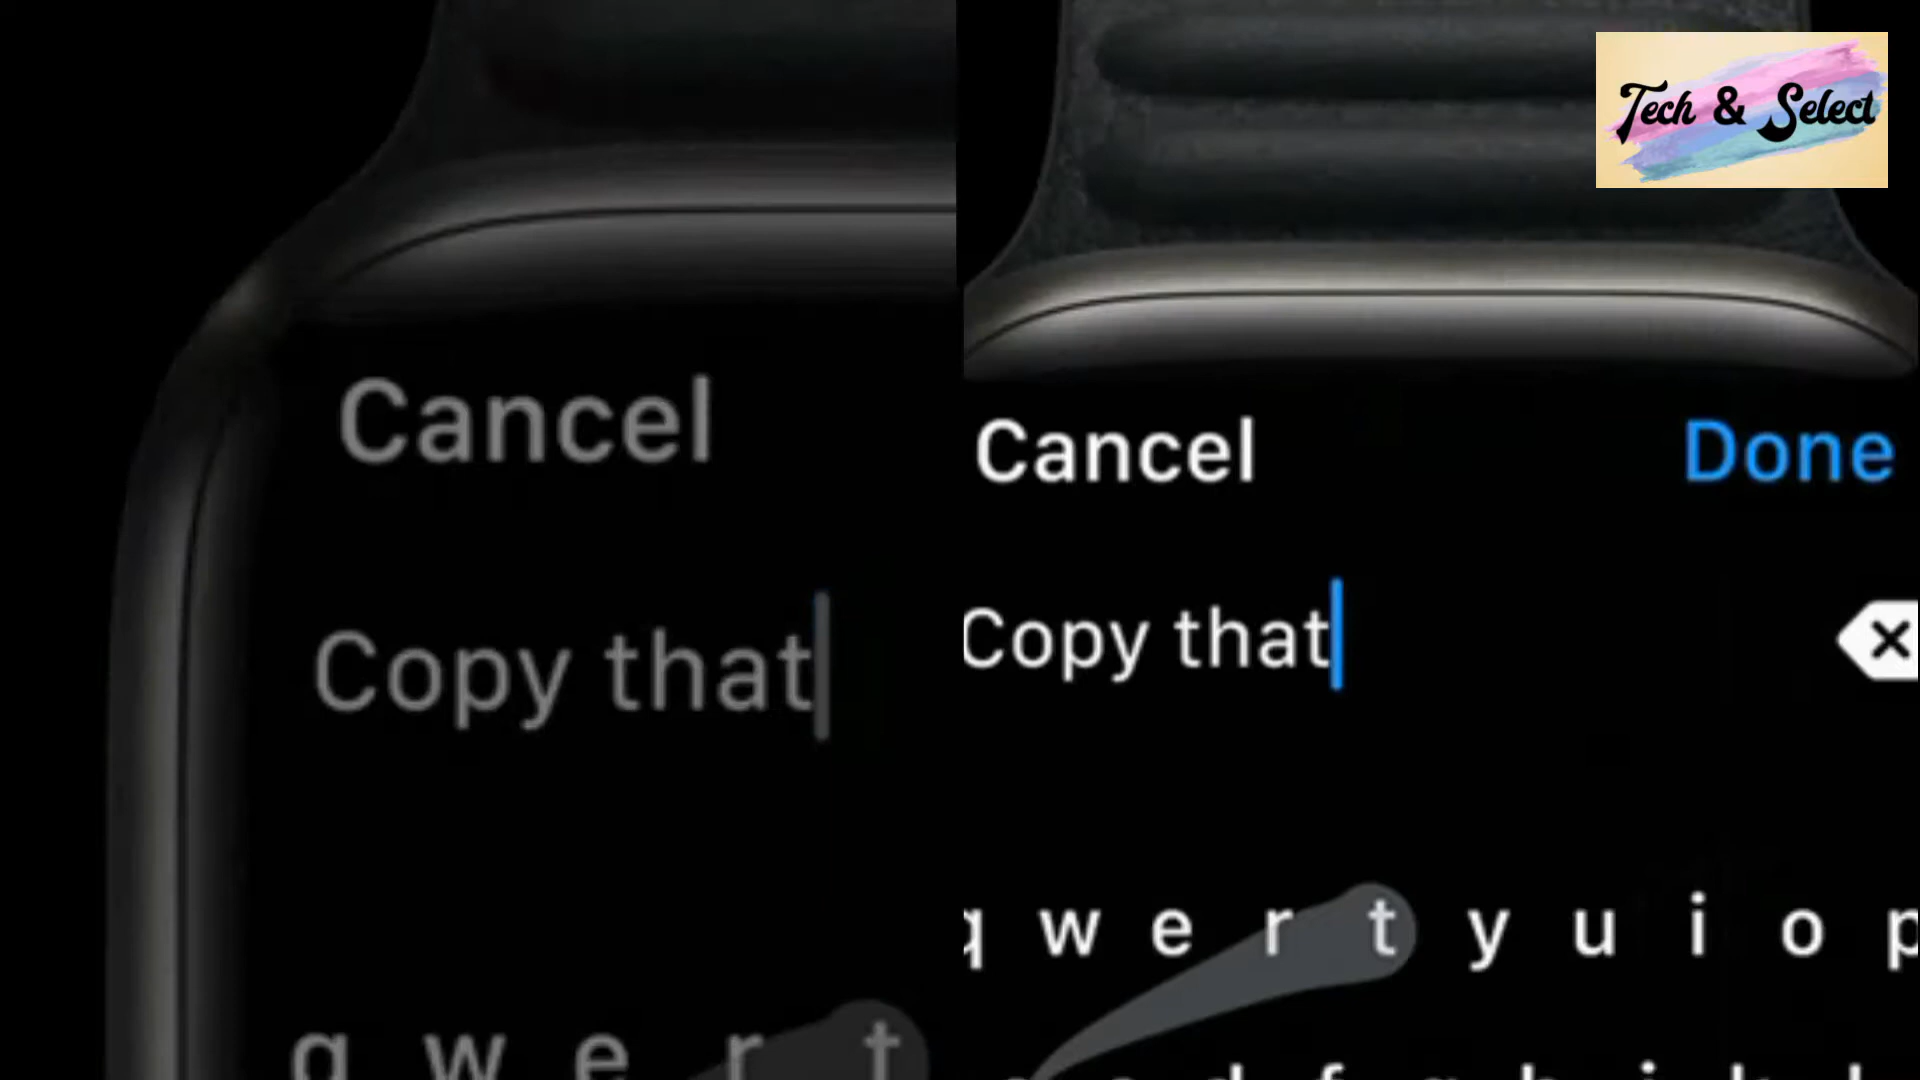 Tech & Select
Cancel
Copy that
q w e r t
Cancel
Done
Copy that
q w e r t y u i o p